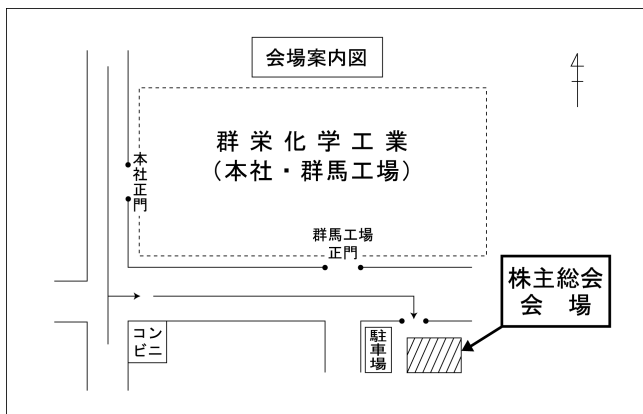 会場案内図
群栄化学工業
(本社・群馬工場)
本社正門
群馬工場
正門
株主総会
会場
コン
ビニ
駐車場